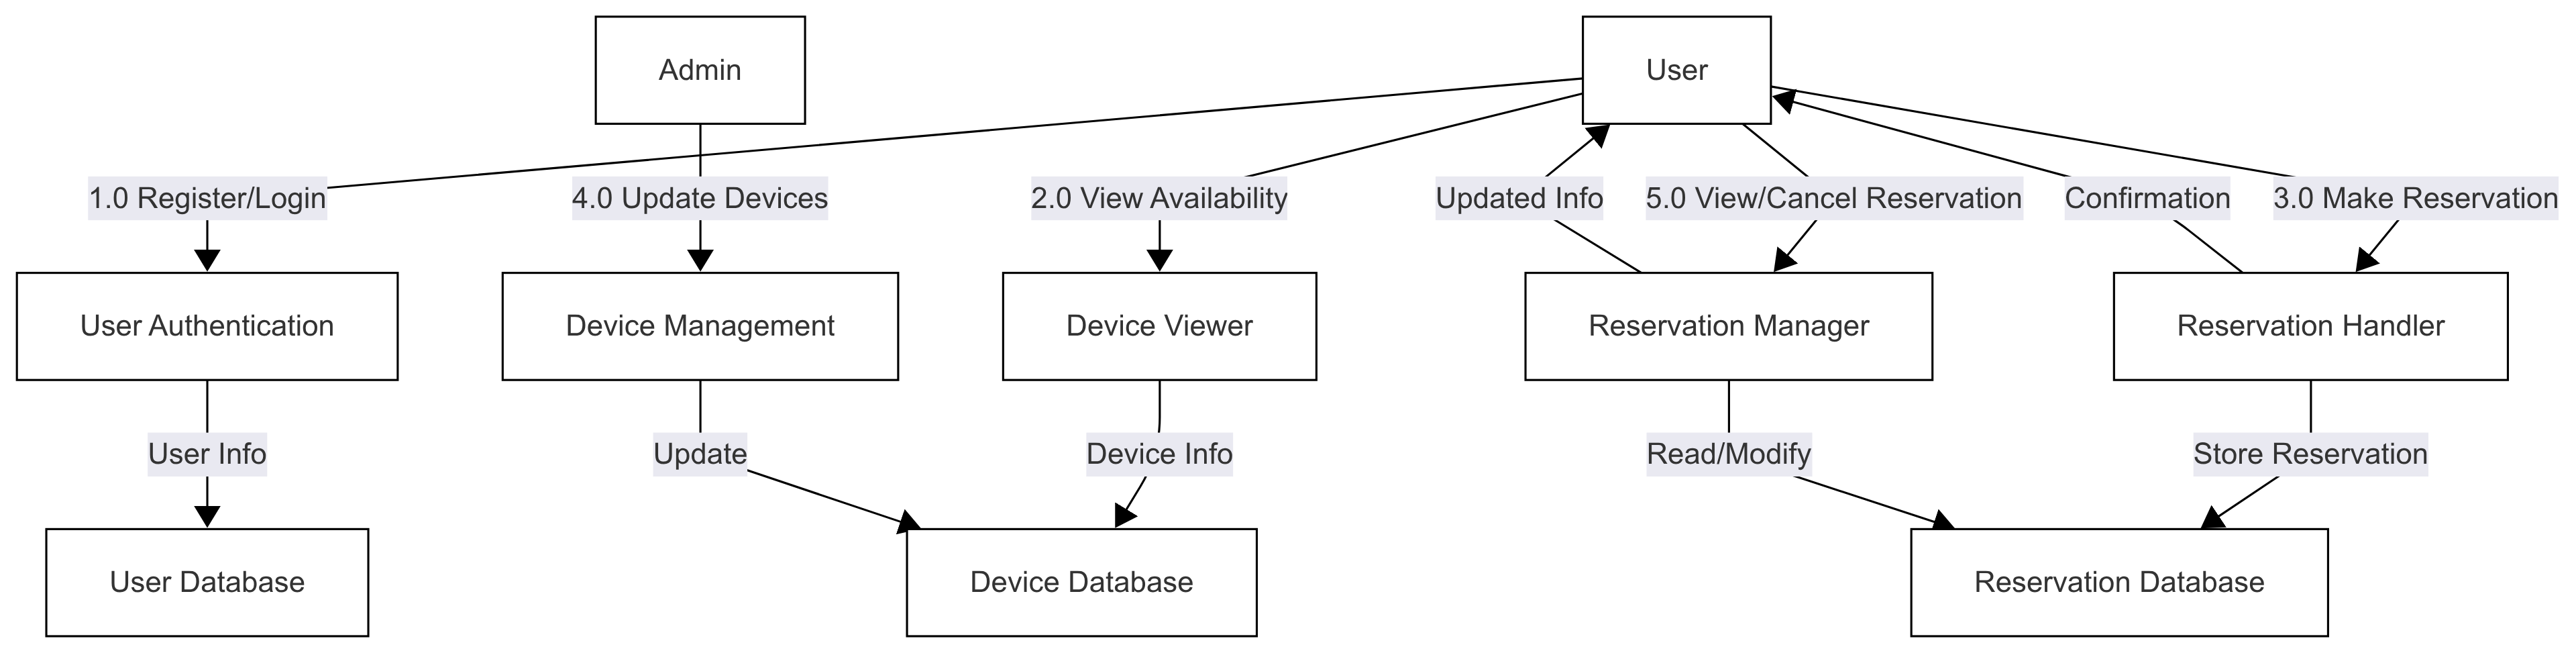 Admin
User
1.0 Register/Login
4.0 Update Devices
2.0 View Availability
Updated Info
5.0 View/Cancel Reservation
Confirmation
3.0 Make Reservation
User Authentication
Device Management
Device Viewer
Reservation Manager
Reservation Handler
User Info
Update
Device Info
Read/Modify
Store Reservation
User Database
Device Database
Reservation Database